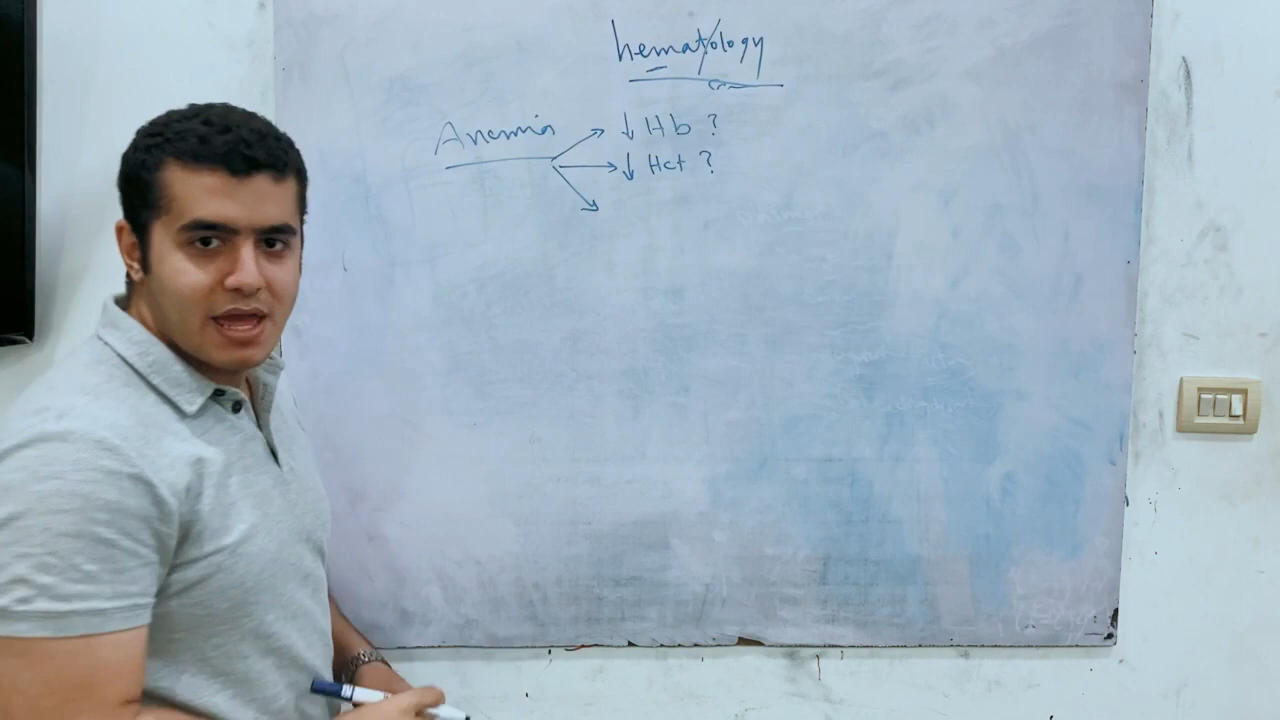 hematology
Anemia
↓ Hb ?
↓ Hct ?